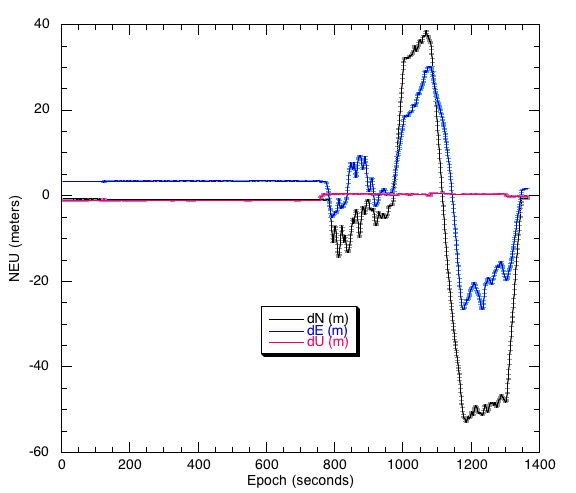 40
20
0
-20
-40
-60
NEU (meters)
dN (m)
dE (m)
dU (m)
0 200 400 600 800 1000 1200 1400
Epoch (seconds)